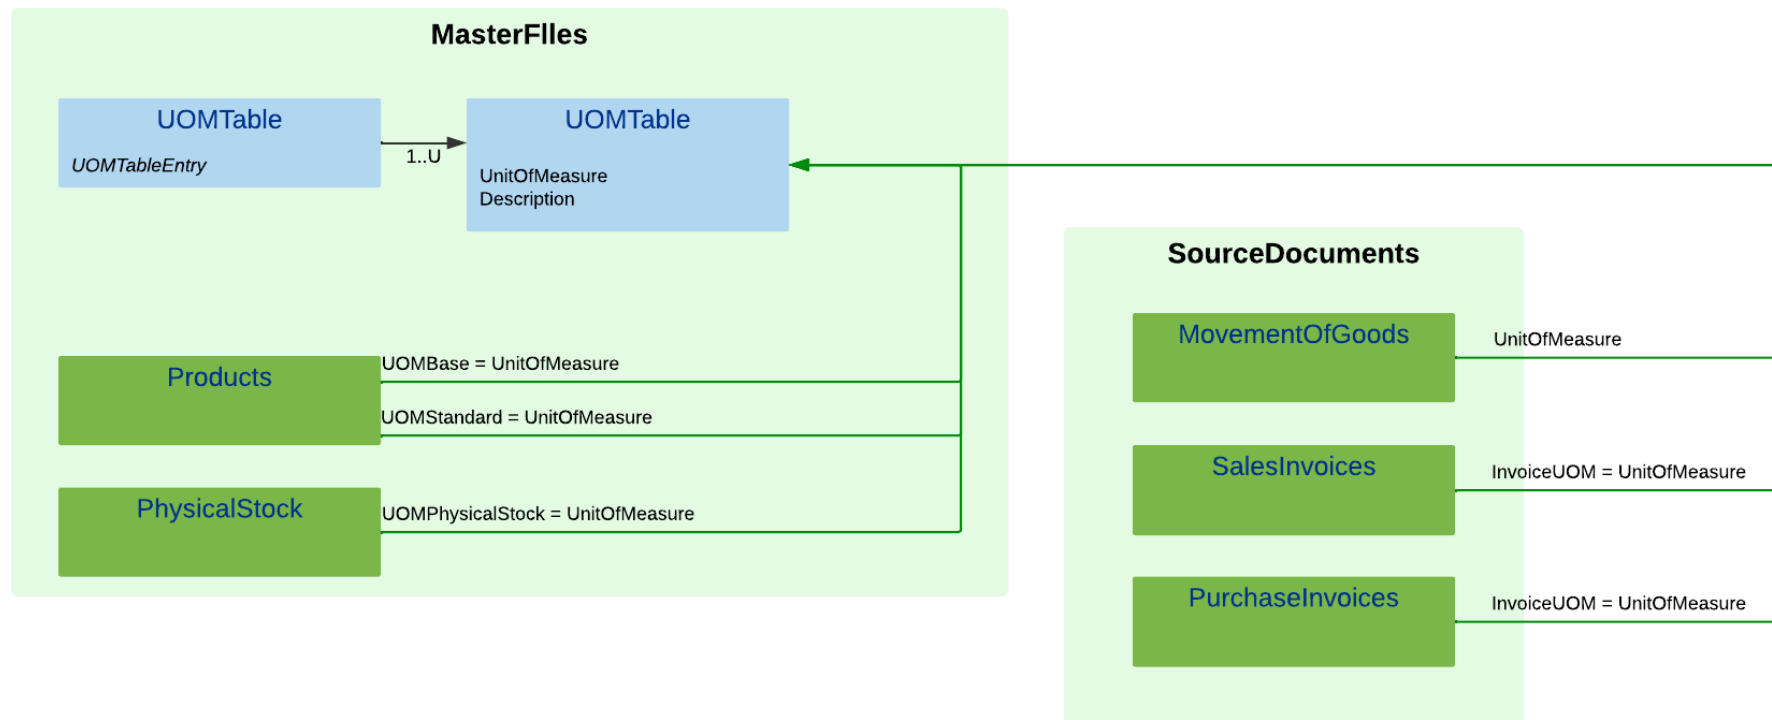 MasterFIles
UOMTable
UOMTableEntry
1..U
UOMTable
UnitOfMeasure
Description
Products
UOMBase = UnitOfMeasure
UOMStandard = UnitOfMeasure
PhysicalStock
UOMPhysicalStock = UnitOfMeasure
SourceDocuments
MovementOfGoods
UnitOfMeasure
SalesInvoices
InvoiceUOM = UnitOfMeasure
PurchaseInvoices
InvoiceUOM = UnitOfMeasure